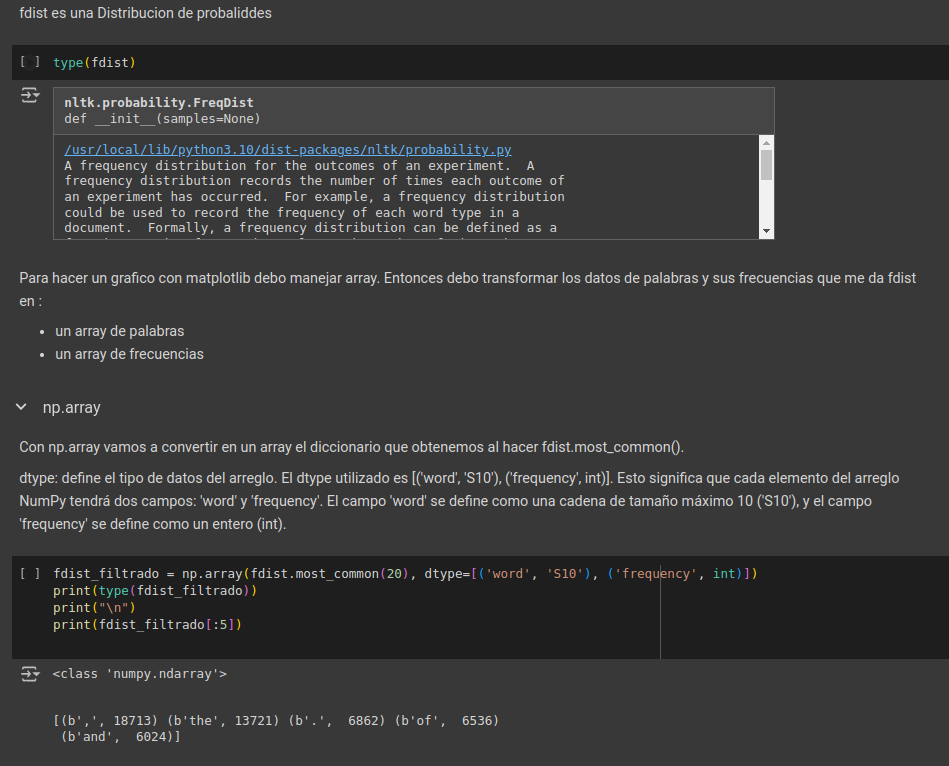 fdist es una Distribucion de probaliddes
[ ] type(fdist)
nltk.probability.FreqDist
def __init__(samples=None)
/usr/local/lib/python3.10/dist-packages/nltk/probability.py
A frequency distribution for the outcomes of an experiment.  A
frequency distribution records the number of times each outcome of
an experiment has occurred.  For example, a frequency distribution
could be used to record the frequency of each word type in a
document.  Formally, a frequency distribution can be defined as a
Para hacer un grafico con matplotlib debo manejar array. Entonces debo transformar los datos de palabras y sus frecuencias que me da fdist
en :
• un array de palabras
• un array de frecuencias
np.array
Con np.array vamos a convertir en un array el diccionario que obtenemos al hacer fdist.most_common().
dtype: define el tipo de datos del arreglo. El dtype utilizado es [('word', 'S10'), ('frequency', int)]. Esto significa que cada elemento del arreglo
NumPy tendrá dos campos: 'word' y 'frequency'. El campo 'word' se define como una cadena de tamaño máximo 10 ('S10'), y el campo
'frequency' se define como un entero (int).
[ ] fdist_filtrado = np.array(fdist.most_common(20), dtype=[('word', 'S10'), ('frequency', int)])
print(type(fdist_filtrado))
print("\n")
print(fdist_filtrado[:5])
<class 'numpy.ndarray'>
[(b',', 18713) (b'the', 13721) (b'.',  6862) (b'of',  6536)
(b'and',  6024)]